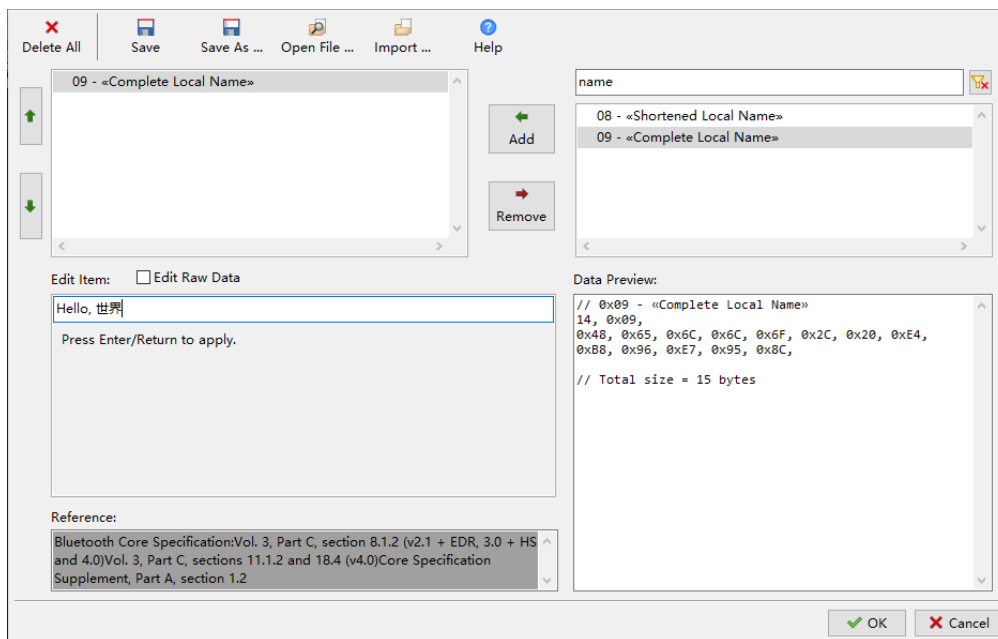 Delete All
Save
Save As ...
Open File ...
Import ...
Help
09 - «Complete Local Name»
Add
Remove
name
08 - «Shortened Local Name»
09 - «Complete Local Name»
Edit Item:
Edit Raw Data
Hello, 世界
Press Enter/Return to apply.
Reference:
Bluetooth Core Specification:Vol. 3, Part C, section 8.1.2 (v2.1 + EDR, 3.0 + HS
and 4.0)Vol. 3, Part C, sections 11.1.2 and 18.4 (v4.0)Core Specification
Supplement, Part A, section 1.2
Data Preview:
// 0x09 - «Complete Local Name»
14, 0x09,
0x48, 0x65, 0x6C, 0x6C, 0x6F, 0x2C, 0x20, 0xE4,
0xB8, 0x96, 0xE7, 0x95, 0x8C,
// Total size = 15 bytes
OK
Cancel